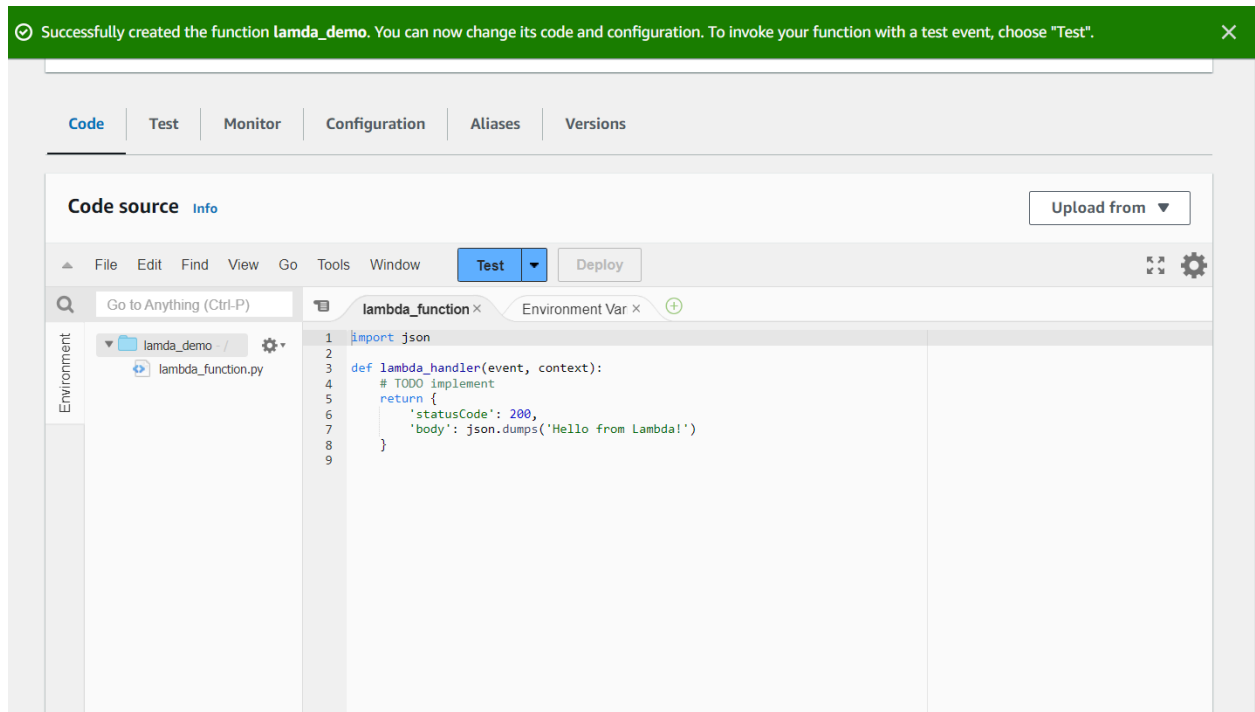 Successfully created the function lamda_demo. You can now change its code and configuration. To invoke your function with a test event, choose "Test".
Code Test Monitor Configuration Aliases Versions
Code source Info Upload from
File Edit Find View Go Tools Window Test Deploy
Go to Anything (Ctrl-P) lambda_function × Environment Var ×
Environment
lamda_demo - /
lambda_function.py
1 import json
2
3 def lambda_handler(event, context):
4     # TODO implement
5     return {
6         'statusCode': 200,
7         'body': json.dumps('Hello from Lambda!')
8     }
9